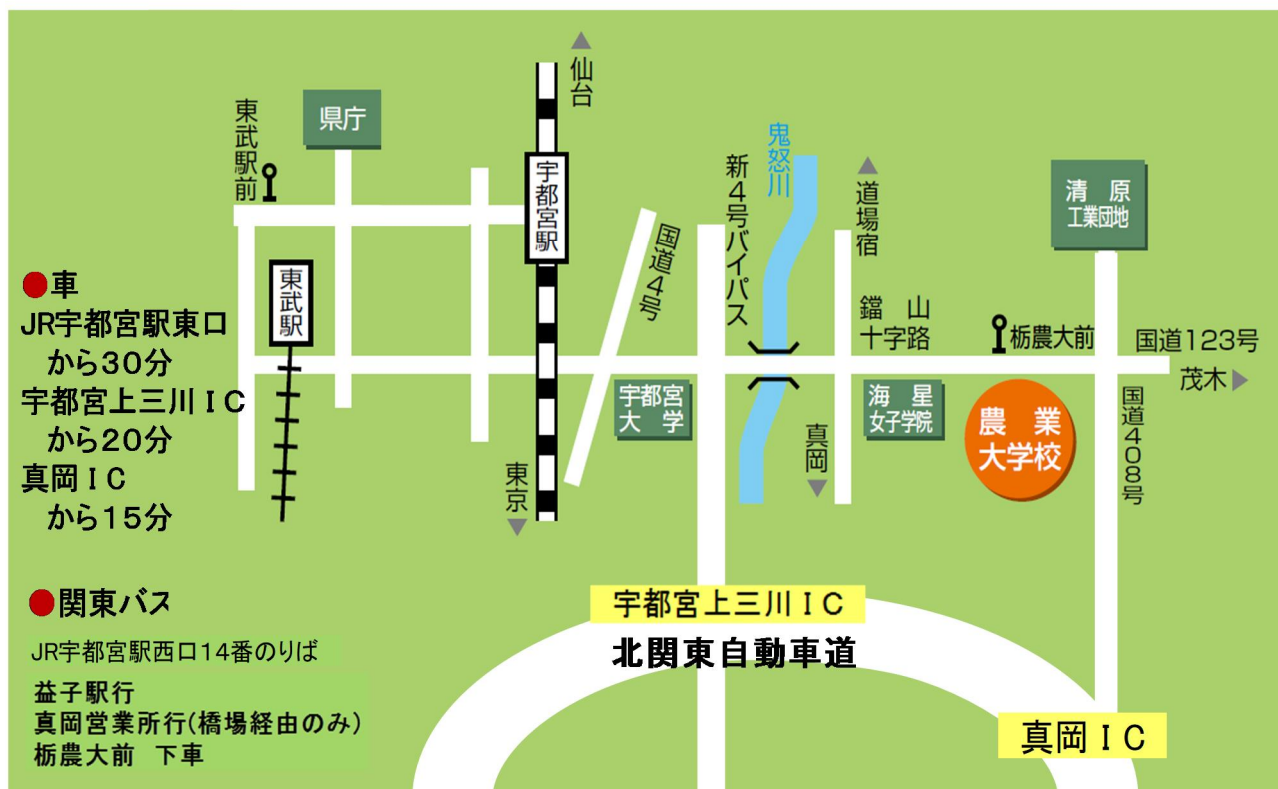 仙台
県庁
東武駅前
宇都宮駅
鬼怒川
新4号バイパス
道場宿
清原
工業団地
国道4号
東武駅
●車
JR宇都宮駅東口
から30分
宇都宮上三川IC
から20分
真岡IC
から15分
鐺山
十字路
栃農大前
国道123号
茂木
宇都宮
大学
海星
女子学院
農業
大学校
国道408号
真岡
東京
●関東バス
JR宇都宮駅西口14番のりば
益子駅行
真岡営業所行(橋場経由のみ)
栃農大前 下車
宇都宮上三川IC
北関東自動車道
真岡IC